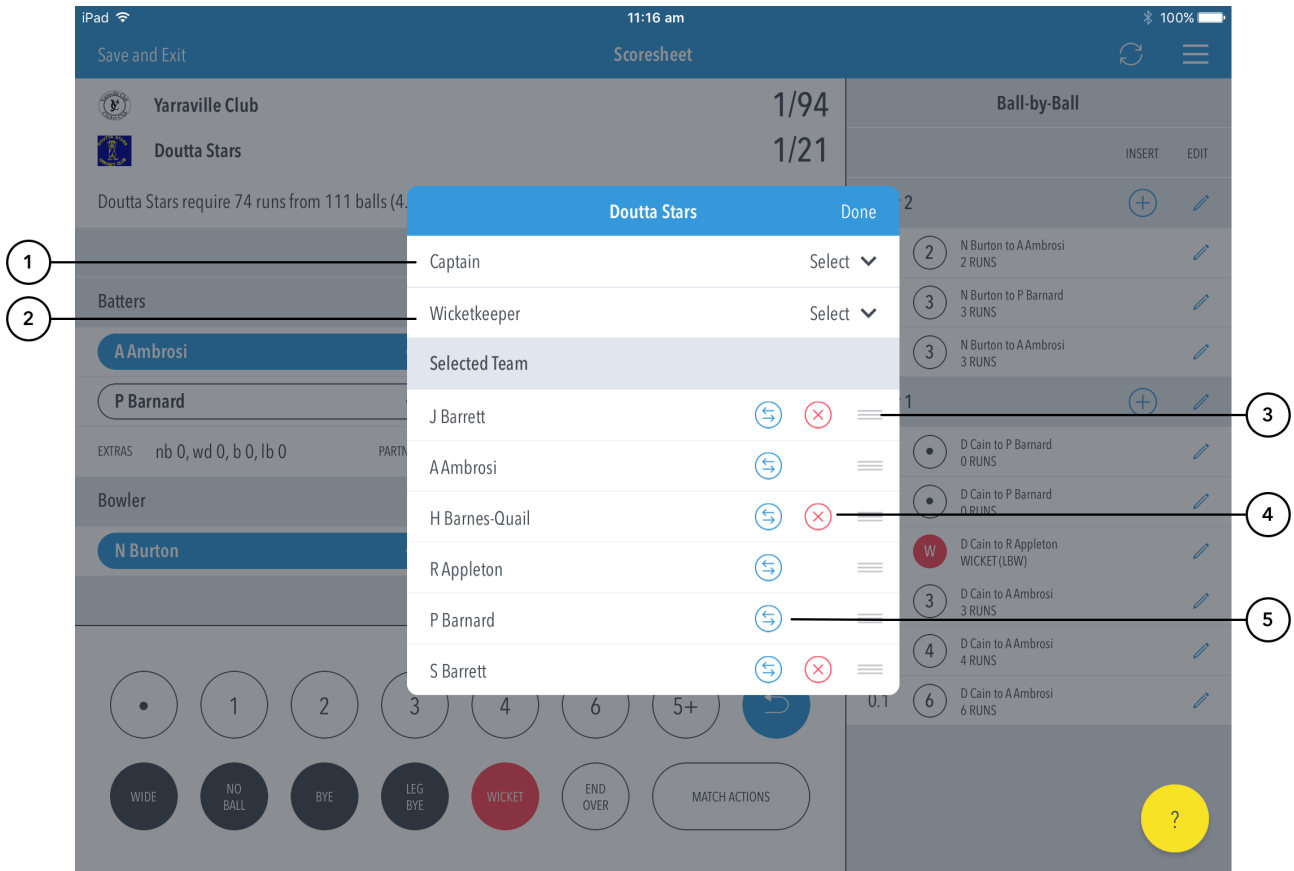 iPad
11:16 am
100%
Save and Exit
Scoresheet
Yarraville Club
1/94
Doutta Stars
1/21
Doutta Stars require 74 runs from 111 balls (4.
Batters
A Ambrosi
P Barnard
EXTRAS nb 0, wd 0, b 0, lb 0
Bowler
N Burton
Doutta Stars
Done
Captain
Select
Wicketkeeper
Select
Selected Team
J Barrett
A Ambrosi
H Barnes-Quail
R Appleton
P Barnard
S Barrett
Ball-by-Ball
INSERT EDIT
2
2 N Burton to A Ambrosi
2 RUNS
3 N Burton to P Barnard
3 RUNS
3 N Burton to A Ambrosi
3 RUNS
1
D Cain to P Barnard
0 RUNS
D Cain to P Barnard
0 RUNS
W D Cain to R Appleton
WICKET (LBW)
3 D Cain to A Ambrosi
3 RUNS
4 D Cain to A Ambrosi
4 RUNS
0.1 6 D Cain to A Ambrosi
6 RUNS
• 1 2 3 4 6 5+
WIDE
NO
BALL
BYE
LEG
BYE
WICKET
END
OVER
MATCH ACTIONS
?
1
2
3
4
5